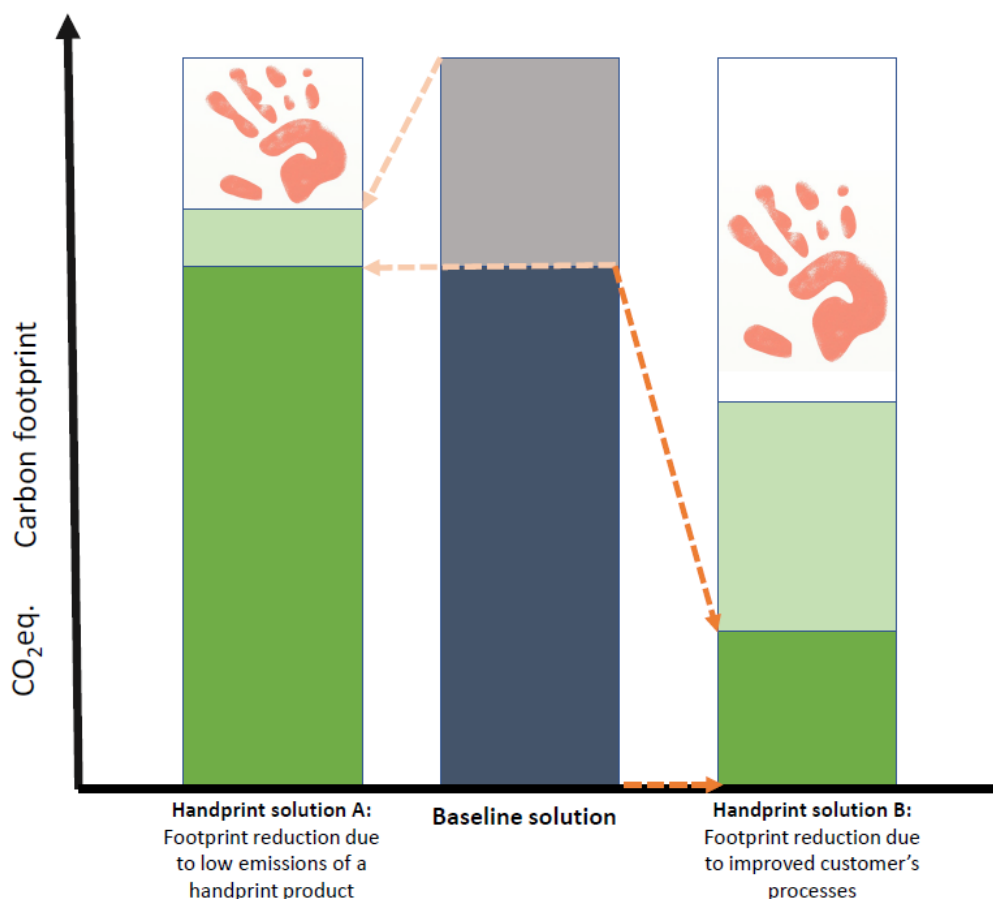 Carbon footprint
CO₂eq.
Handprint solution A:
Footprint reduction due
to low emissions of a
handprint product
Baseline solution
Handprint solution B:
Footprint reduction due
to improved customer’s
processes